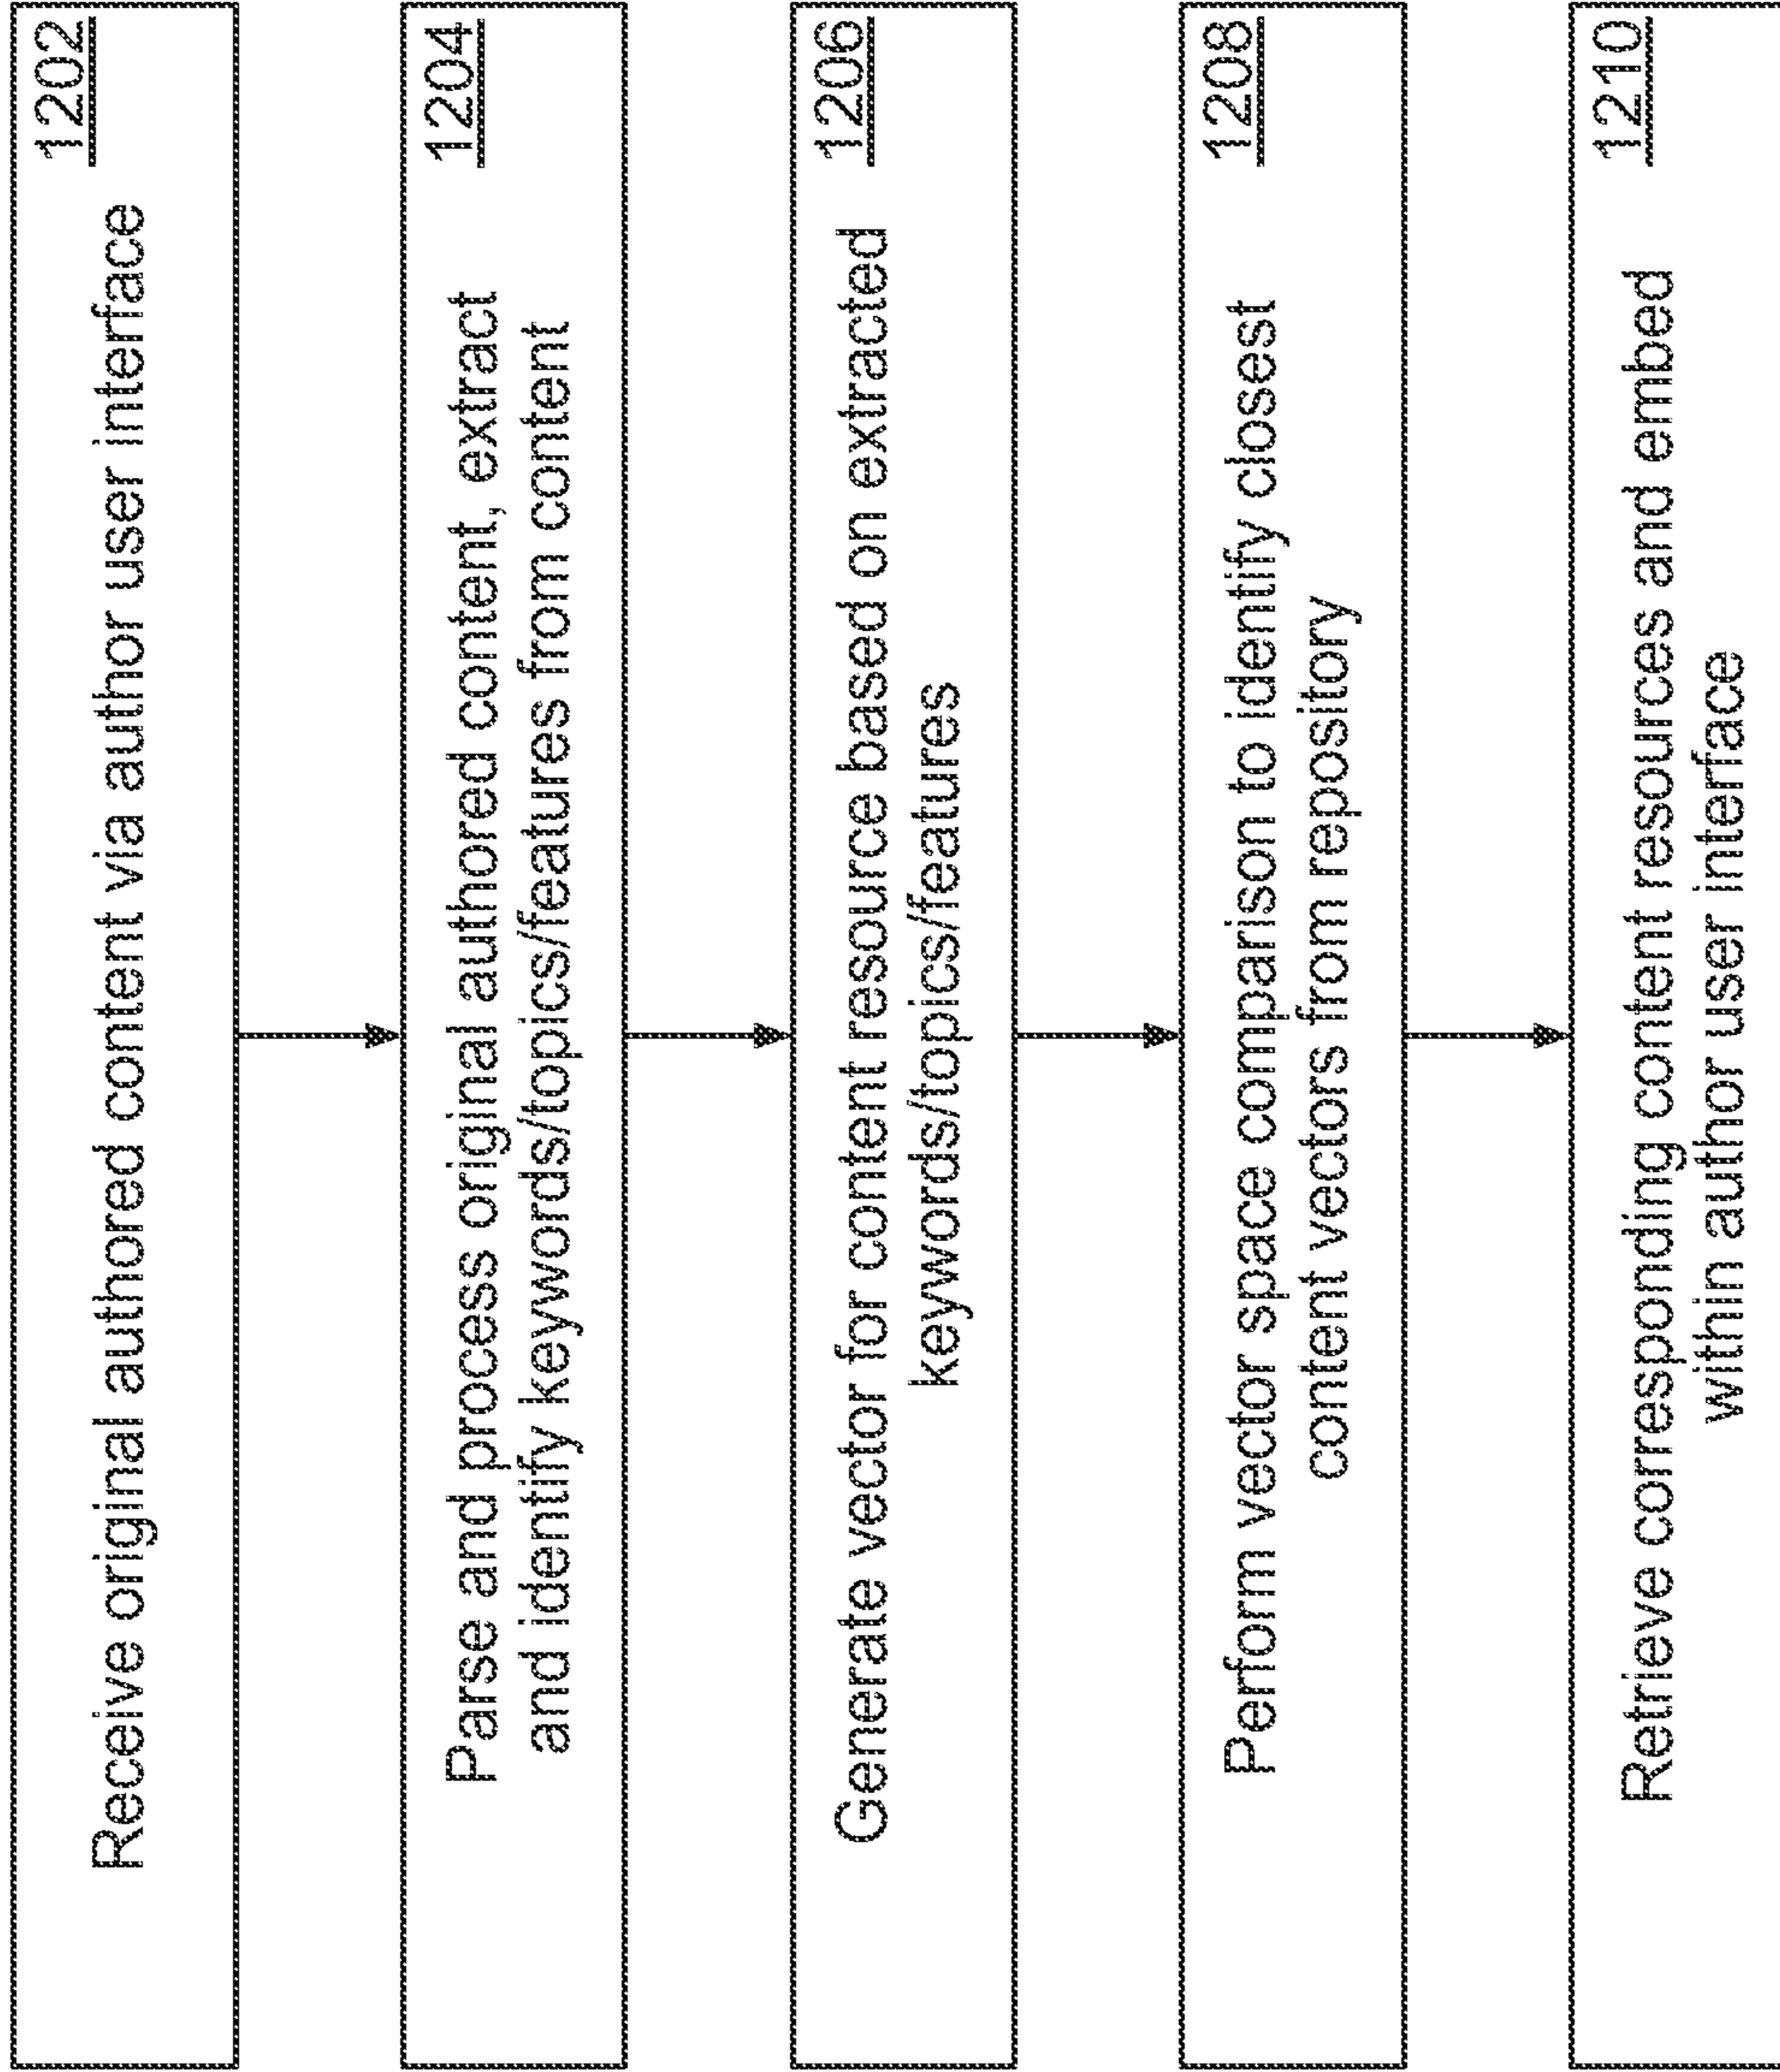 1202
Receive original authored content via author user interface
1204
Parse and process original authored content, extract
and identify keywords/topics/features from content
1206
Generate vector for content resource based on extracted
keywords/topics/features
1208
Perform vector space comparison to identify closest
content vectors from repository
1210
Retrieve corresponding content resources and embed
within author user interface